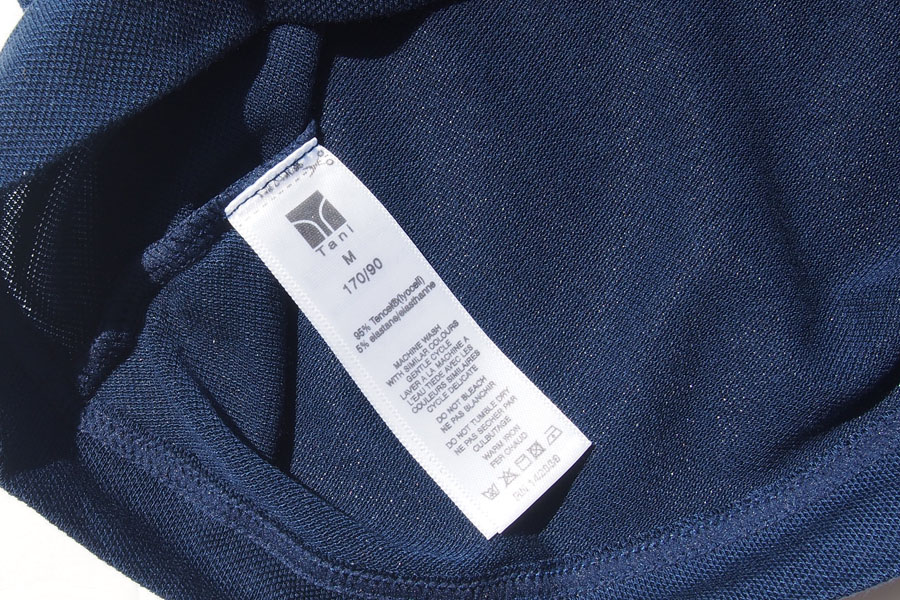 Tani
M
170/90
95% Tencel®(lyocell)
5% elastane/elasthanne
MACHINE WASH
WITH SIMILAR COLOURS
GENTLE CYCLE
LAVER A LA MACHINE A
L'EAU TIEDE AVEC LES
COULEURS SIMILAIRES
CYCLE DELICATE
DO NOT BLEACH
NE PAS BLANCHIR
DO NOT TUMBLE DRY
NE PAS SECHER PAR
CULBUTAGE
WARM IRON
FER CHAUD
RN 142936